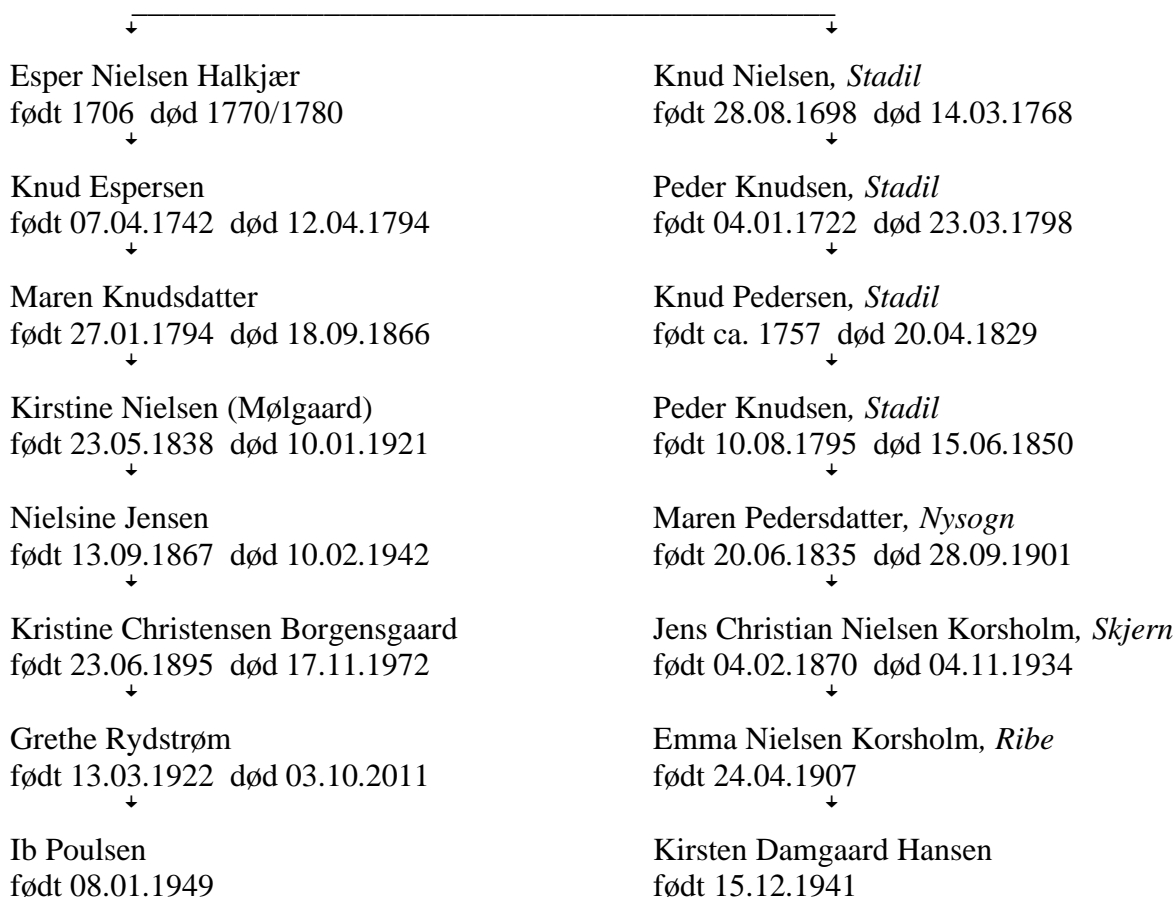 Esper Nielsen Halkjær
født 1706 død 1770/1780
Knud Espersen
født 07.04.1742 død 12.04.1794
Maren Knudsdatter
født 27.01.1794 død 18.09.1866
Kirstine Nielsen (Mølgaard)
født 23.05.1838 død 10.01.1921
Nielsine Jensen
født 13.09.1867 død 10.02.1942
Kristine Christensen Borgensgaard
født 23.06.1895 død 17.11.1972
Grethe Rydstrøm
født 13.03.1922 død 03.10.2011
Ib Poulsen
født 08.01.1949
Knud Nielsen, Stadil
født 28.08.1698 død 14.03.1768
Peder Knudsen, Stadil
født 04.01.1722 død 23.03.1798
Knud Pedersen, Stadil
født ca. 1757 død 20.04.1829
Peder Knudsen, Stadil
født 10.08.1795 død 15.06.1850
Maren Pedersdatter, Nysogn
født 20.06.1835 død 28.09.1901
Jens Christian Nielsen Korsholm, Skjern
født 04.02.1870 død 04.11.1934
Emma Nielsen Korsholm, Ribe
født 24.04.1907
Kirsten Damgaard Hansen
født 15.12.1941